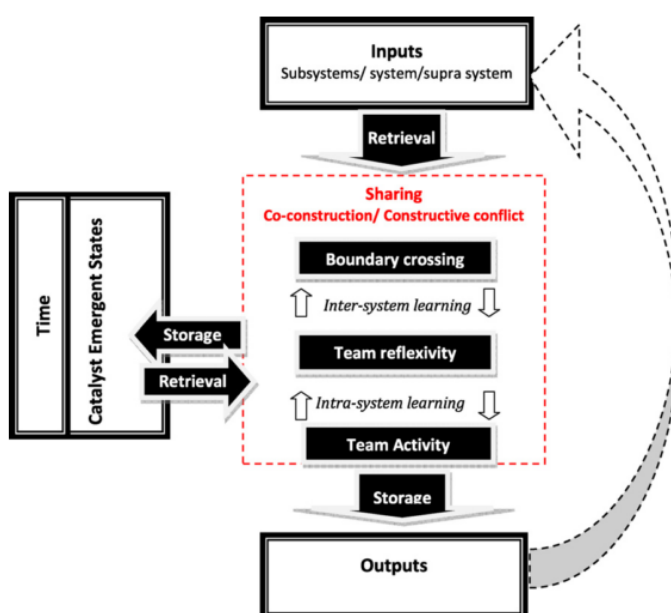 Inputs
Subsystems/ system/supra system
Retrieval
Sharing
Co-construction/ Constructive conflict
Boundary crossing
Inter-system learning
Team reflexivity
Intra-system learning
Team Activity
Storage
Outputs
Time
Catalyst Emergent States
Storage
Retrieval